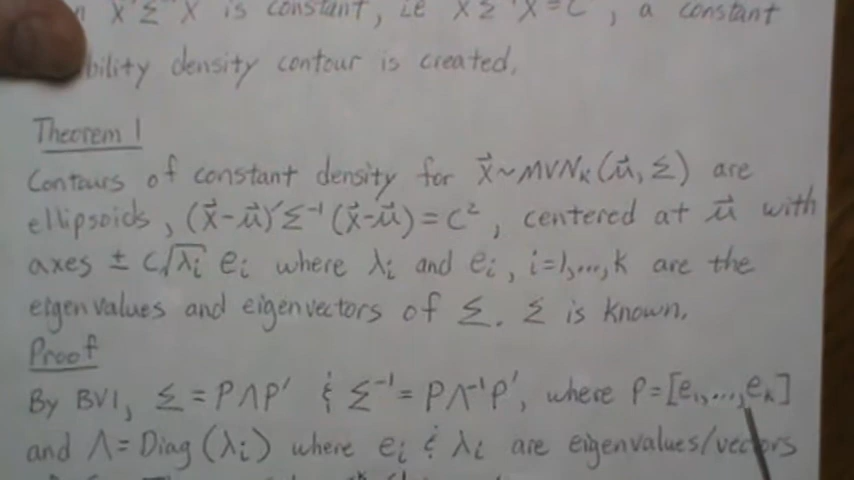 X'Σ⁻¹X is constant, ie X'Σ⁻¹X = C², a constant
bility density contour is created.
Theorem 1
Contours of constant density for x⃗~MVNₖ(μ⃗, Σ) are
ellipsoids, (x⃗-μ⃗)'Σ⁻¹(x⃗-μ⃗) = C², centered at μ⃗ with
axes ± C√λᵢ eᵢ where λᵢ and eᵢ, i=1,...,k are the
eigenvalues and eigenvectors of Σ. Σ is known.
Proof
By BV1, Σ = PΛP' & Σ⁻¹ = PΛ⁻¹P', where P=[e₁,...,eₖ]
and Λ = Diag(λᵢ) where eᵢ & λᵢ are eigenvalues/vectors